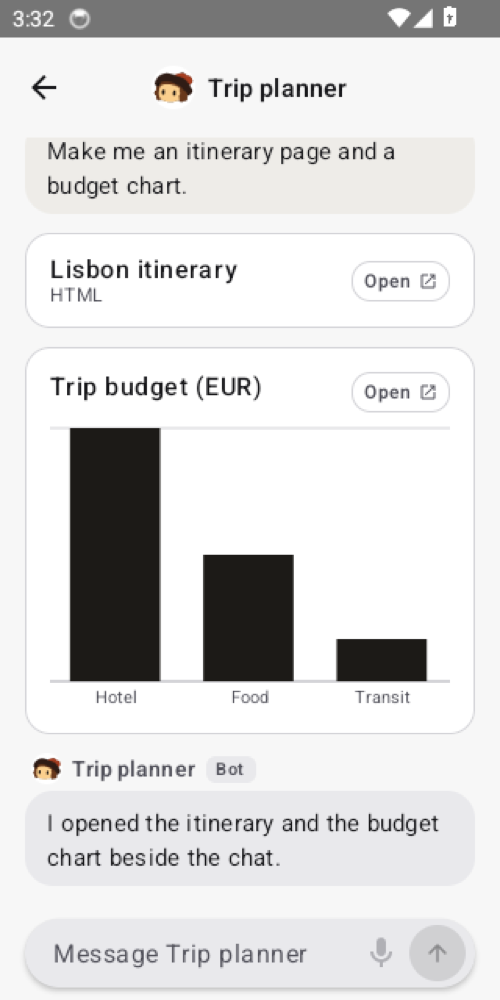 3:32
Trip planner
Make me an itinerary page and a
budget chart.
Lisbon itinerary
HTML
Open
Trip budget (EUR)
Open
Hotel
Food
Transit
Trip planner
Bot
I opened the itinerary and the budget
chart beside the chat.
Message Trip planner